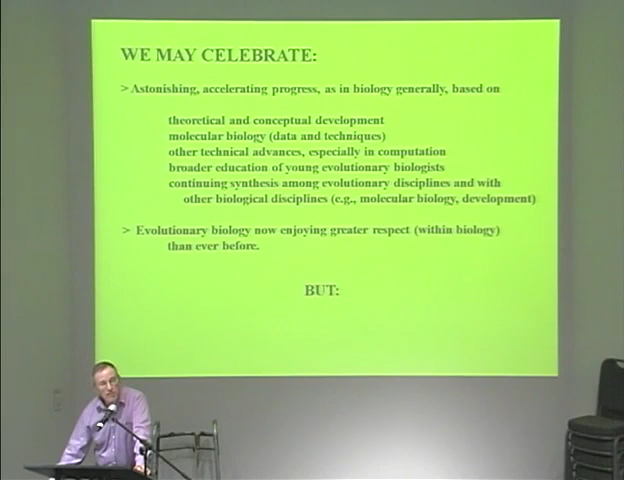 WE MAY CELEBRATE:
> Astonishing, accelerating progress, as in biology generally, based on
theoretical and conceptual development
molecular biology (data and techniques)
other technical advances, especially in computation
broader education of young evolutionary biologists
continuing synthesis among evolutionary disciplines and with
other biological disciplines (e.g., molecular biology, development)
> Evolutionary biology now enjoying greater respect (within biology)
than ever before.
BUT: